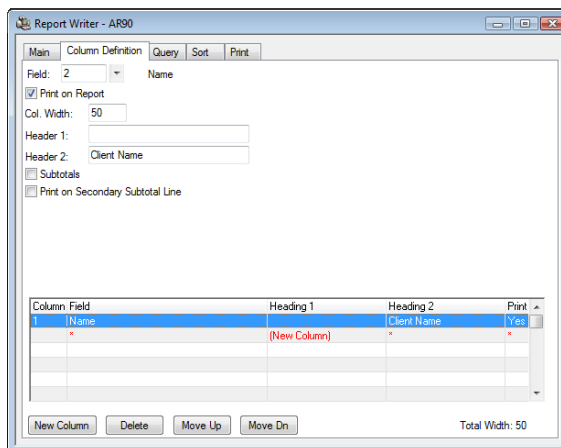 Report Writer - AR90
Main Column Definition Query Sort Print
Field: 2 Name
Print on Report
Col. Width: 50
Header 1:
Header 2: Client Name
Subtotals
Print on Secondary Subtotal Line
Column Field Heading 1 Heading 2 Print
1 Name Client Name Yes
* (New Column) * *
New Column Delete Move Up Move Dn Total Width: 50